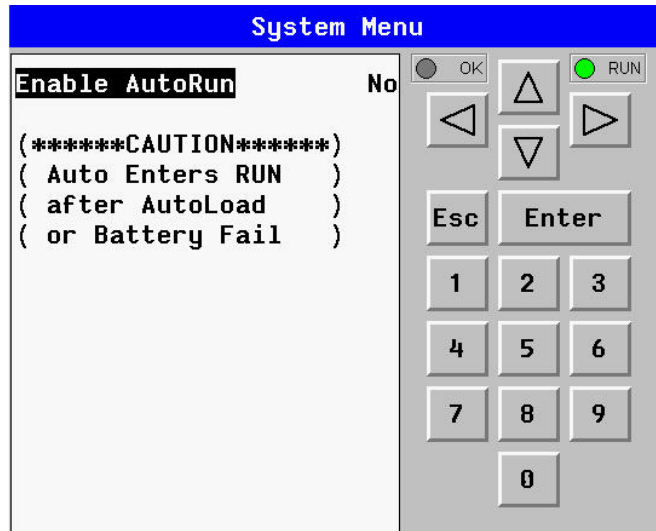 System Menu
Enable AutoRun No
(******CAUTION******)
( Auto Enters RUN )
( after AutoLoad )
( or Battery Fail )
OK
RUN
Esc Enter
1 2 3
4 5 6
7 8 9
0